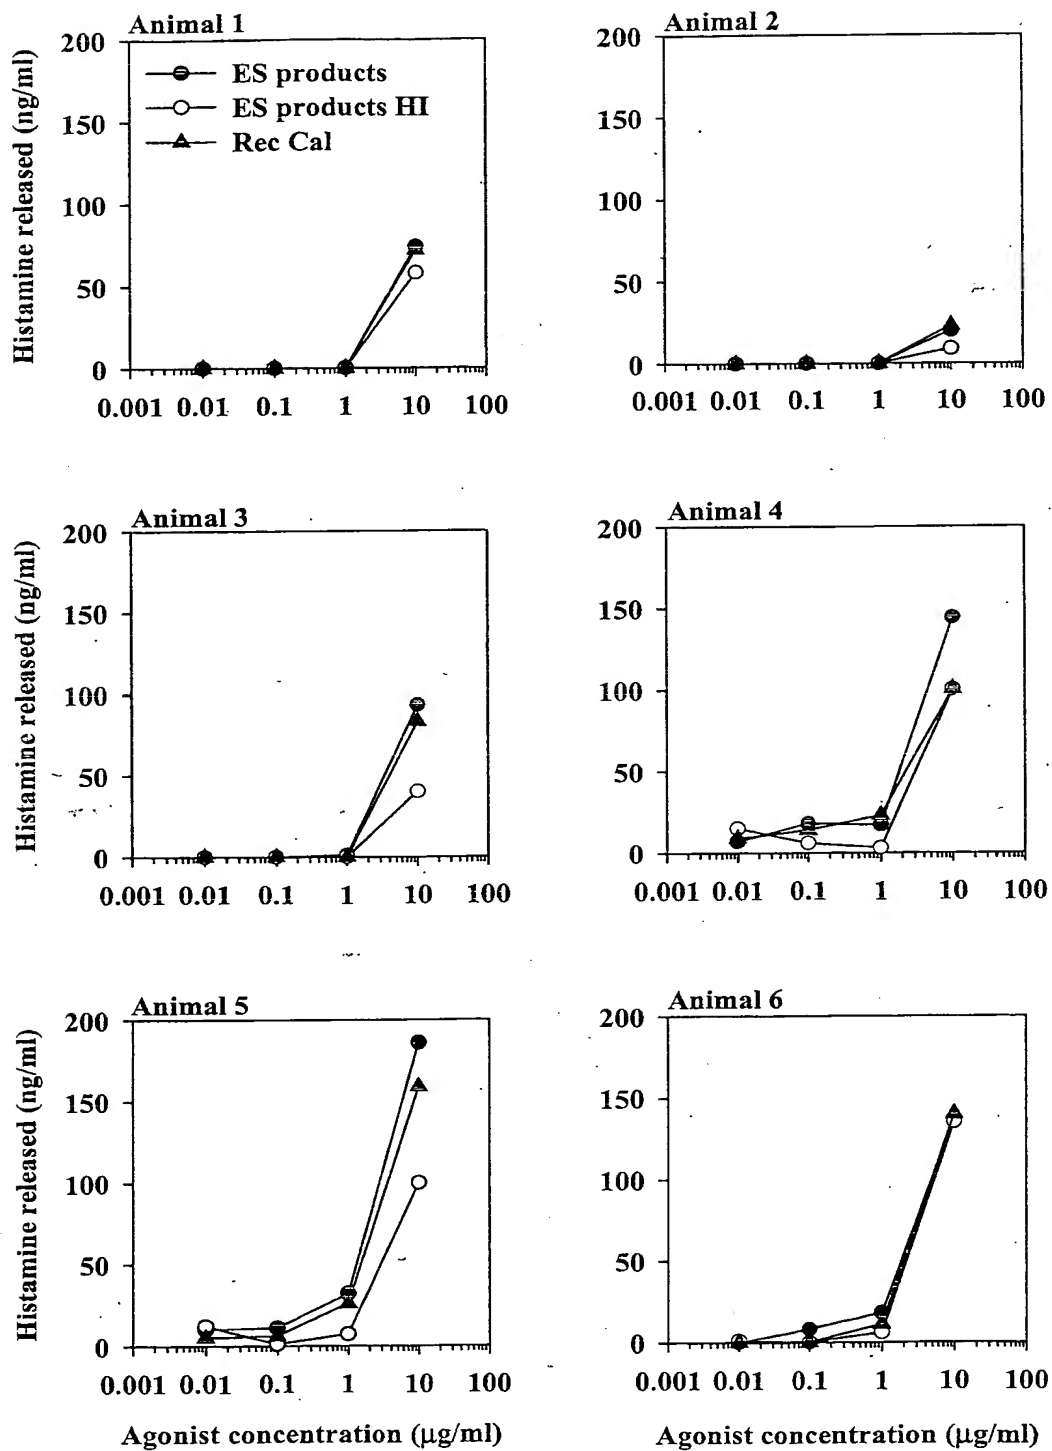 Animal 1
200
150
100
50
0
Histamine released (ng/ml)
ES products
ES products HI
Rec Cal
0.001 0.01 0.1 1 10 100
Animal 2
200
150
100
50
0
0.001 0.01 0.1 1 10 100
Animal 3
200
150
100
50
0
Histamine released (ng/ml)
0.001 0.01 0.1 1 10 100
Animal 4
200
150
100
50
0
0.001 0.01 0.1 1 10 100
Animal 5
200
150
100
50
0
Histamine released (ng/ml)
0.001 0.01 0.1 1 10 100
Agonist concentration (μg/ml)
Animal 6
200
150
100
50
0
0.001 0.01 0.1 1 10 100
Agonist concentration (μg/ml)